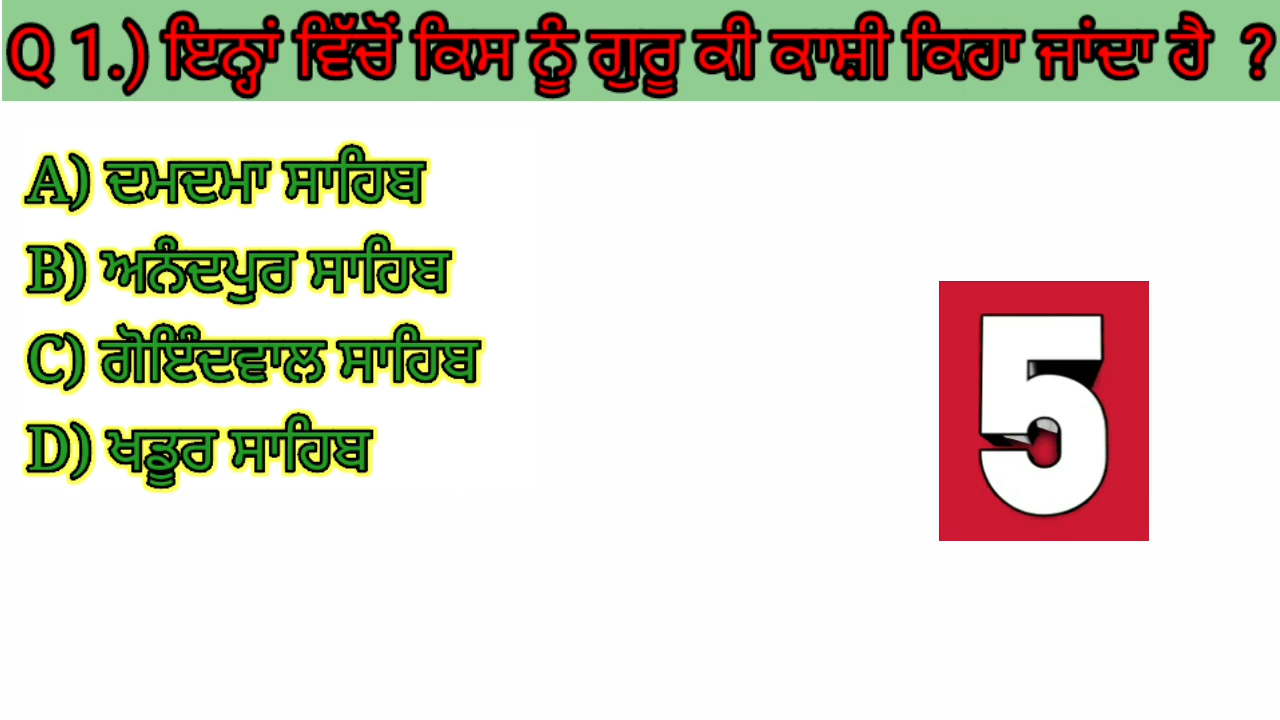 Q 1.) ਇਨ੍ਹਾਂ ਵਿੱਚੋਂ ਕਿਸ ਨੂੰ ਗੁਰੂ ਕੀ ਕਾਸ਼ੀ ਕਿਹਾ ਜਾਂਦਾ ਹੈ ?
A) ਦਮਦਮਾ ਸਾਹਿਬ
B) ਅਨੰਦਪੁਰ ਸਾਹਿਬ
C) ਗੋਇੰਦਵਾਲ ਸਾਹਿਬ
D) ਖਡੂਰ ਸਾਹਿਬ
5